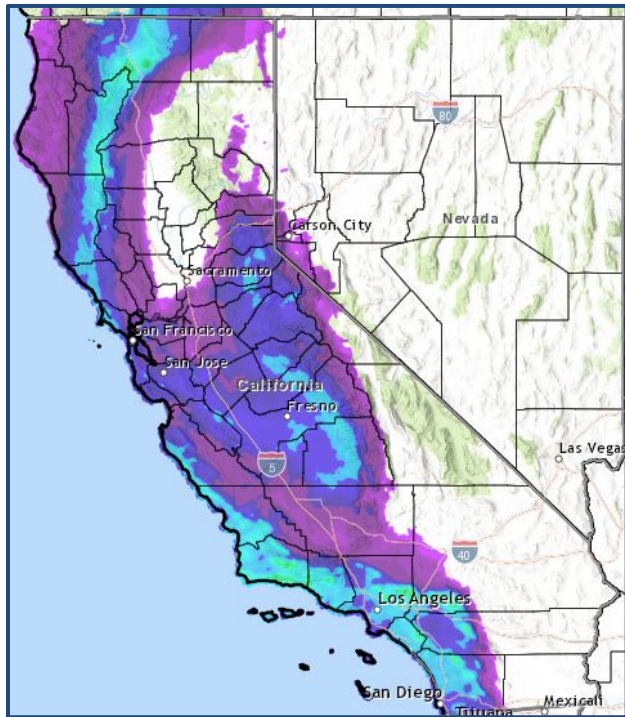 80
Carson City
Nevada
Sacramento
San Francisco
San Jose
California
Fresno
Las Vegas
5
40
Los Angeles
San Diego
Tijuana
Mexicali